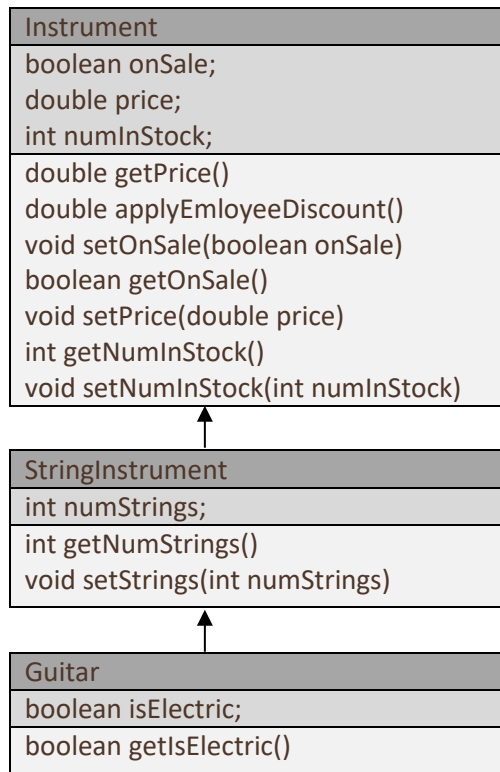 Instrument
boolean onSale;
double price;
int numInStock;
double getPrice()
double applyEmloyeeDiscount()
void setOnSale(boolean onSale)
boolean getOnSale()
void setPrice(double price)
int getNumInStock()
void setNumInStock(int numInStock)
StringInstrument
int numStrings;
int getNumStrings()
void setStrings(int numStrings)
Guitar
boolean isElectric;
boolean getIsElectric()